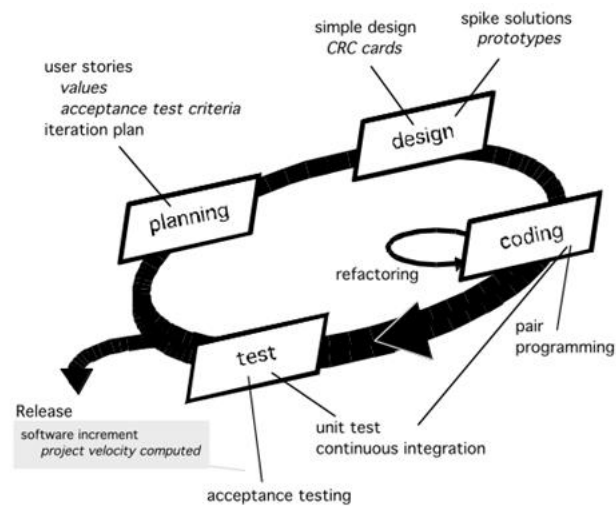 simple design
CRC cards
spike solutions
prototypes
user stories
values
acceptance test criteria
iteration plan
design
planning
coding
refactoring
pair
programming
test
unit test
continuous integration
Release
software increment
project velocity computed
acceptance testing